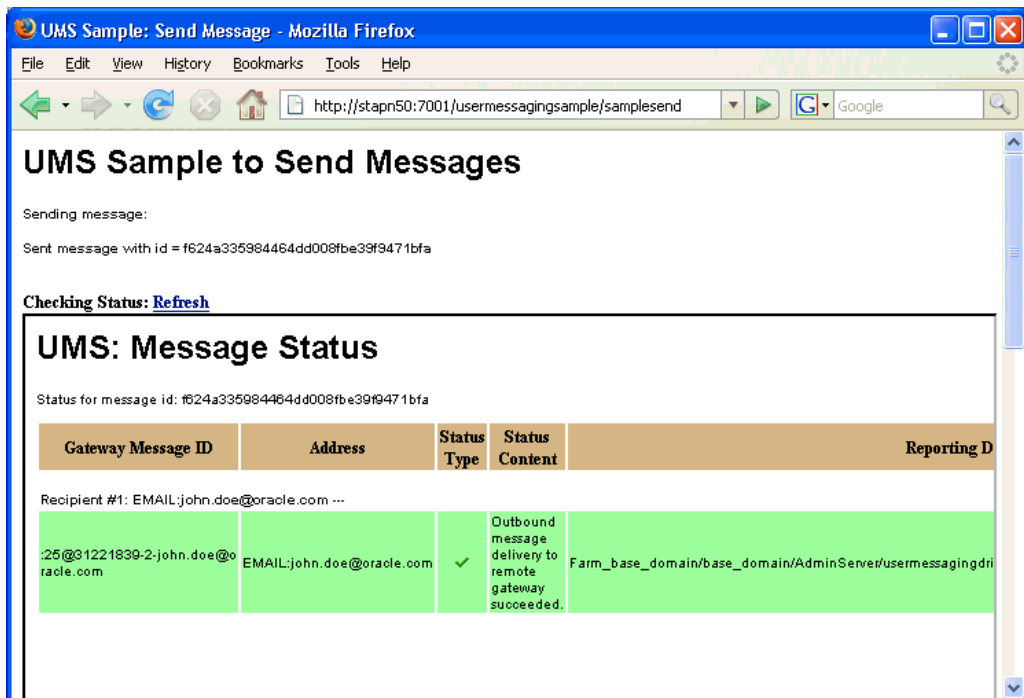 UMS Sample: Send Message - Mozilla Firefox
File Edit View History Bookmarks Tools Help
http://stapn50:7001/usermessagingsample/samplesend
G Google
UMS Sample to Send Messages
Sending message:
Sent message with id = f624a335984464dd008fbe39f9471bfa
Checking Status: Refresh
UMS: Message Status
Status for message id: f624a335984464dd008fbe39f9471bfa
Gateway Message ID
Address
Status
Type
Status
Content
Reporting D
Recipient #1: EMAIL:john.doe@oracle.com ---
:25@31221839-2-john.doe@o
racle.com
EMAIL:john.doe@oracle.com
Outbound
message
delivery to
remote
gateway
succeeded.
Farm_base_domain/base_domain/AdminServer/usermessagingdri